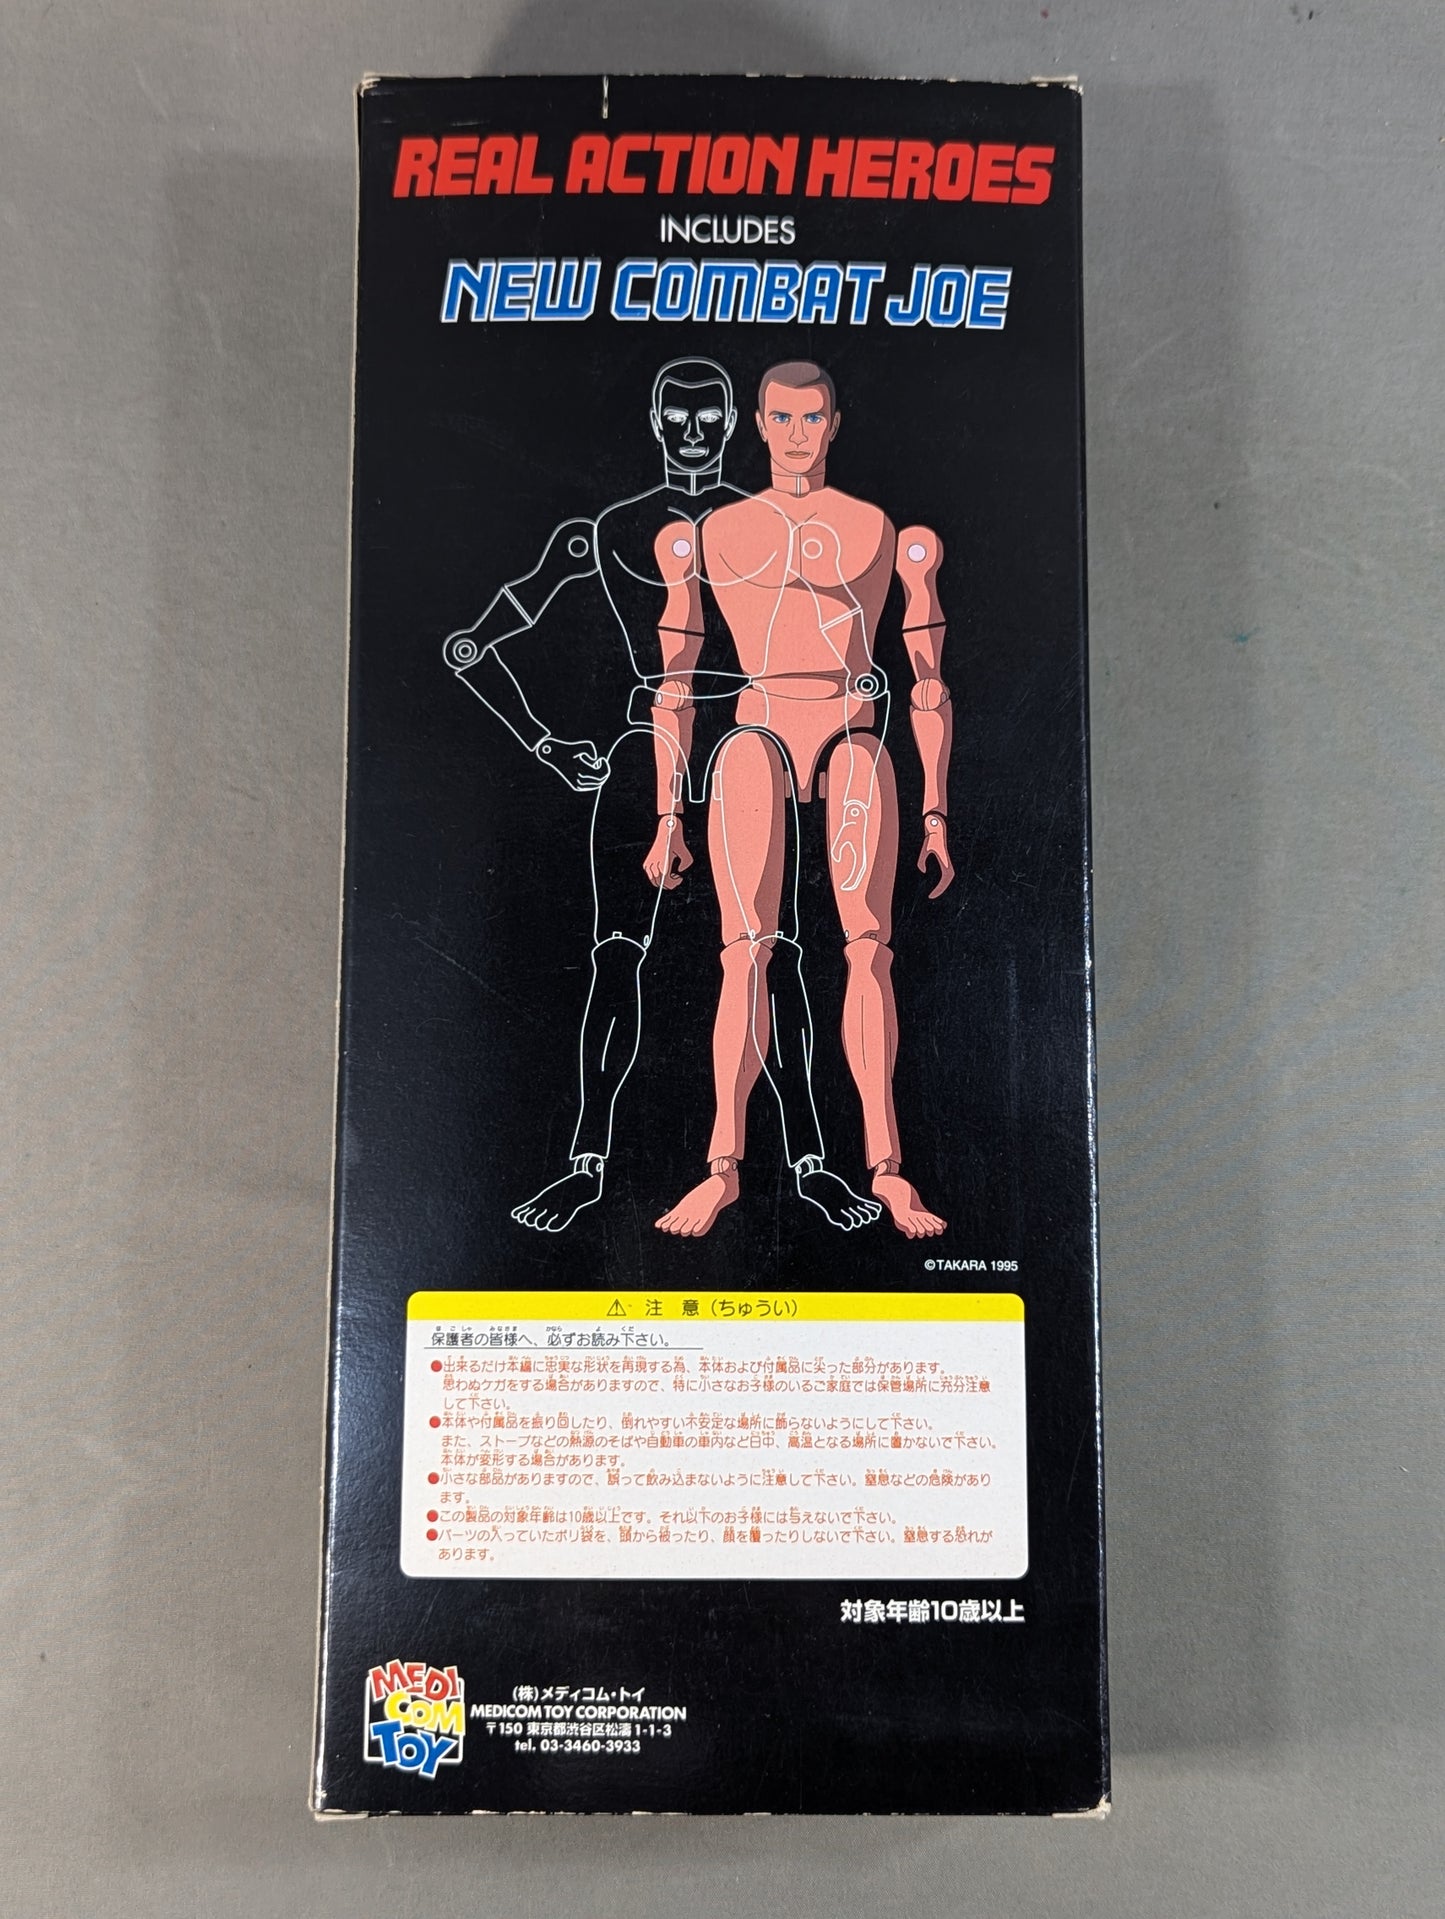 REAL ACTION HEROES
INCLUDES
NEW COMBAT JOE
©TAKARA 1995
⚠ 注 意(ちゅうい)
保護者の皆様へ、必ずお読み下さい。
●出来るだけ本編に忠実な形状を再現する為、本体および付属品に尖った部分があります。
思わぬケガをする場合がありますので、特に小さなお子様のいるご家庭では保管場所に充分注意
して下さい。
●本体や付属品を振り回したり、倒れやすい不安定な場所に飾らないようにして下さい。
また、ストーブなどの熱源のそばや自動車の車内など日中、高温となる場所に置かないで下さい。
本体が変形する場合があります。
●小さな部品がありますので、誤って飲み込まないように注意して下さい。窒息などの危険があり
ます。
●この製品の対象年齢は10歳以上です。それ以下のお子様には与えないで下さい。
●パーツの入っていたポリ袋を、頭から被ったり、顔を覆ったりしないで下さい。窒息する恐れが
あります。
対象年齢10歳以上
MEDI
COM
TOY
(株)メディコム・トイ
MEDICOM TOY CORPORATION
〒150 東京都渋谷区松濤1-1-3
tel. 03-3460-3933